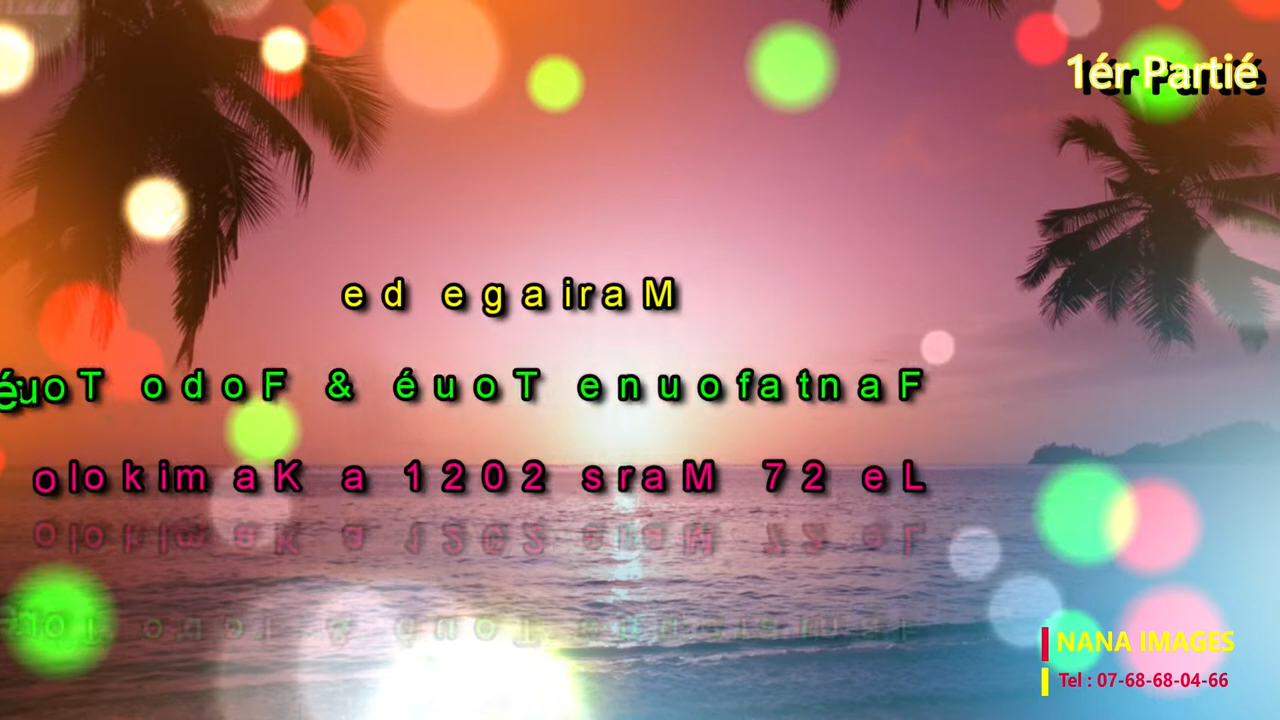 1ér Partié
ed egairaM
éuoT odoF & éuoT enuofatnaF
olokimaK a 1202 sraM 72 eL
NANA IMAGES
Tel : 07-68-68-04-66